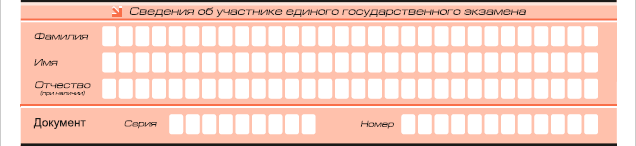 Сведения об участнике единого государственного экзамена
Фамилия
Имя
Отчество
(при наличии)
Документ Серия Номер